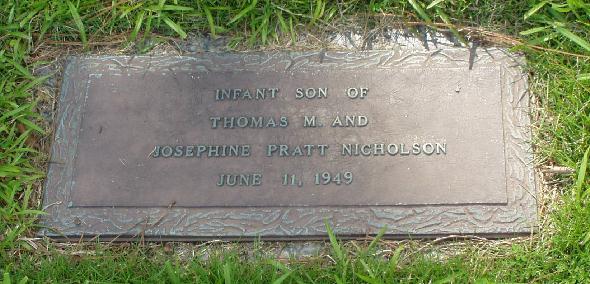 INFANT SON OF
THOMAS M. AND
JOSEPHINE PRATT NICHOLSON
JUNE 11, 1949